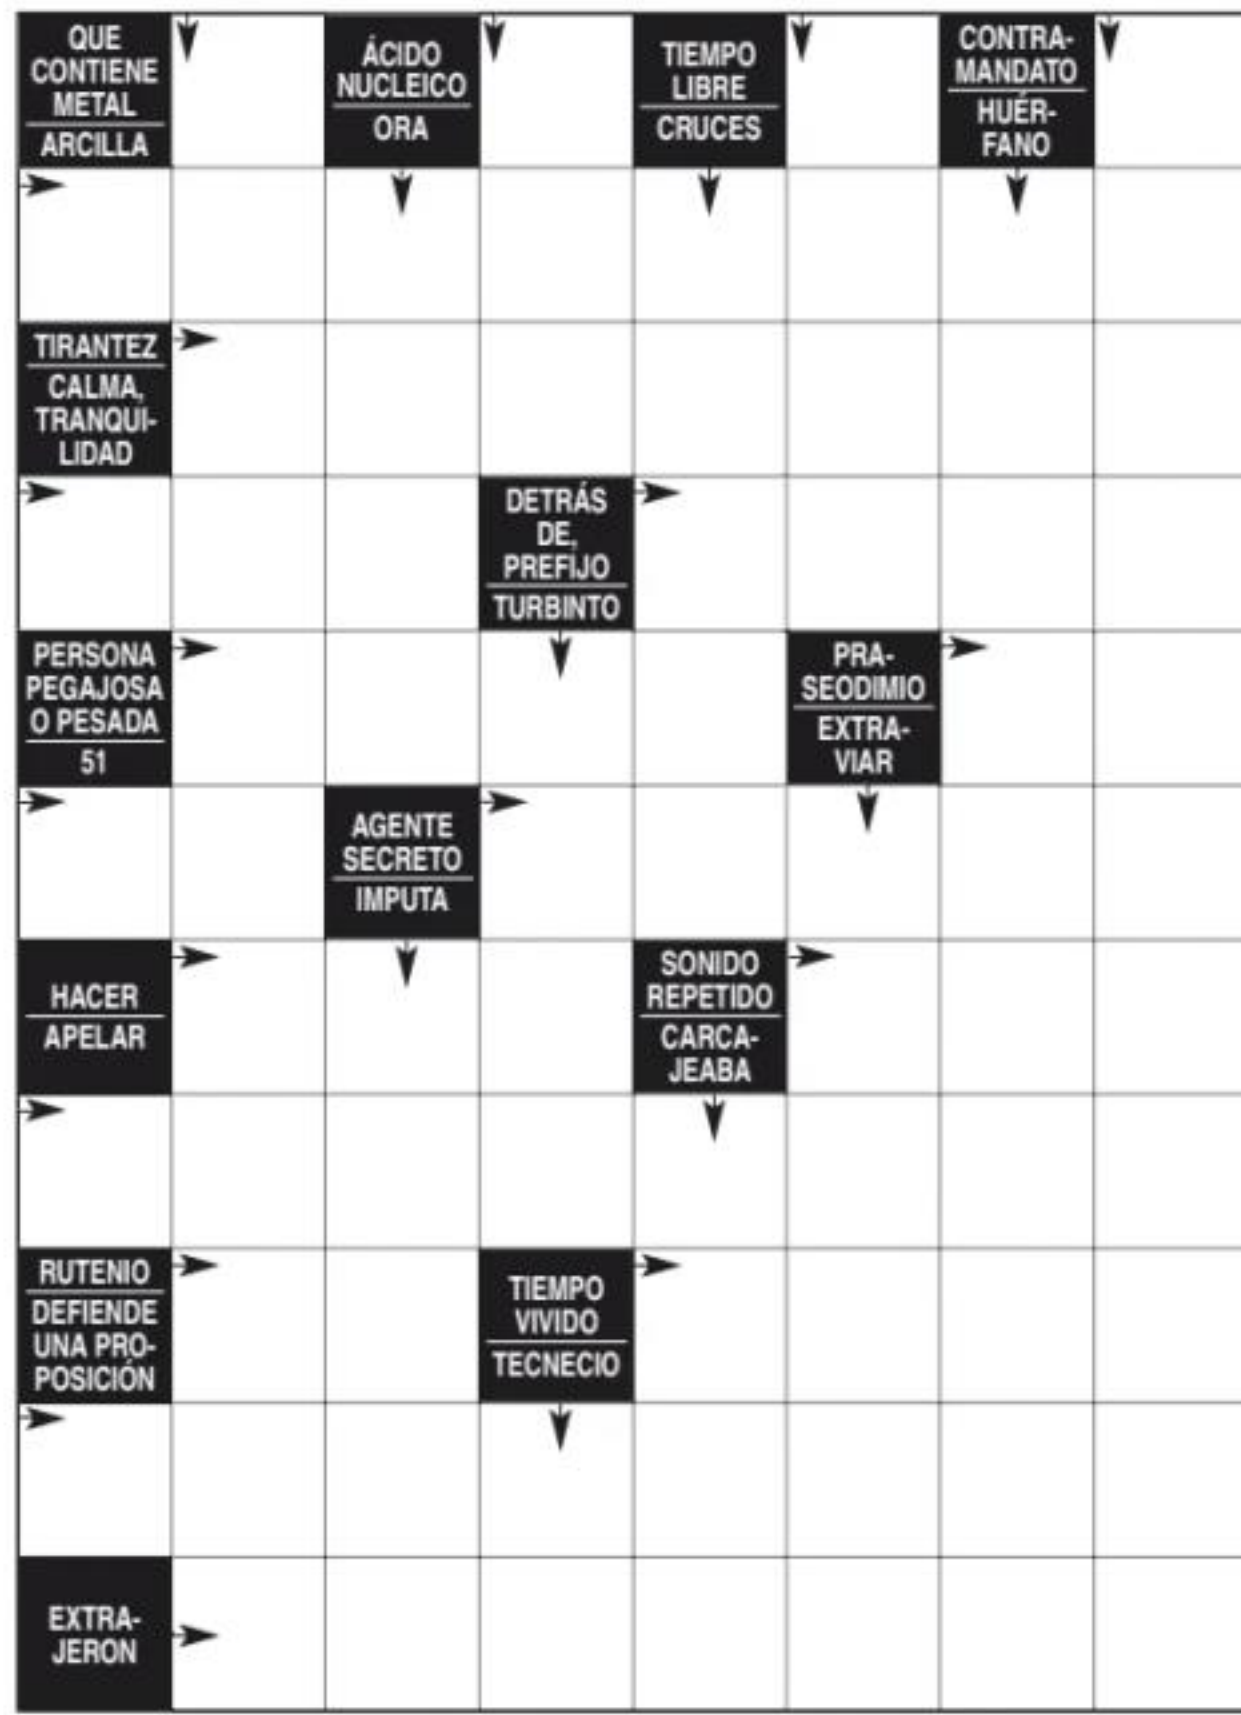 QUE
CONTIENE
METAL
ARCILLA
ÁCIDO
NUCLEICO
ORA
TIEMPO
LIBRE
CRUCES
CONTRA-
MANDATO
HUÉR-
FANO
TIRANTEZ
CALMA,
TRANQUI-
LIDAD
DETRÁS
DE,
PREFIJO
TURBINTO
PERSONA
PEGAJOSA
O PESADA
51
PRA-
SEODIMIO
EXTRA-
VIAR
AGENTE
SECRETO
IMPUTA
HACER
APELAR
SONIDO
REPETIDO
CARCA-
JEABA
RUTENIO
DEFIENDE
UNA PRO-
POSICIÓN
TIEMPO
VIVIDO
TECNECIO
EXTRA-
JERON